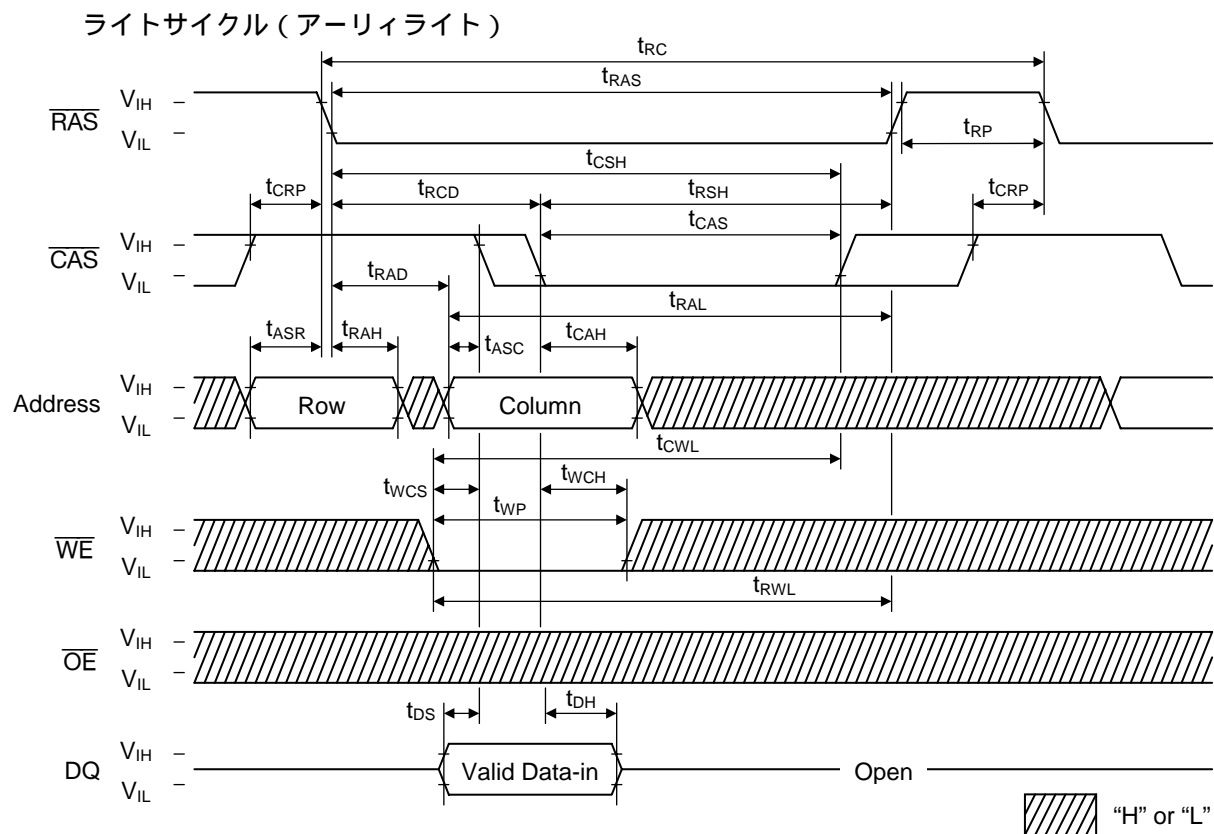 ライトサイクル ( アーリィライト )
tRC
tRAS
RAS
VIH
VIL
tRP
tCSH
tCRP
tRCD
tRSH
tCRP
tCAS
CAS
VIH
VIL
tRAD
tRAL
tASR
tRAH
tASC
tCAH
Address
VIH
VIL
Row
Column
tCWL
tWCS
tWCH
tWP
WE
VIH
VIL
tRWL
OE
VIH
VIL
tDS
tDH
DQ
VIH
VIL
Valid Data-in
Open
“H” or “L”